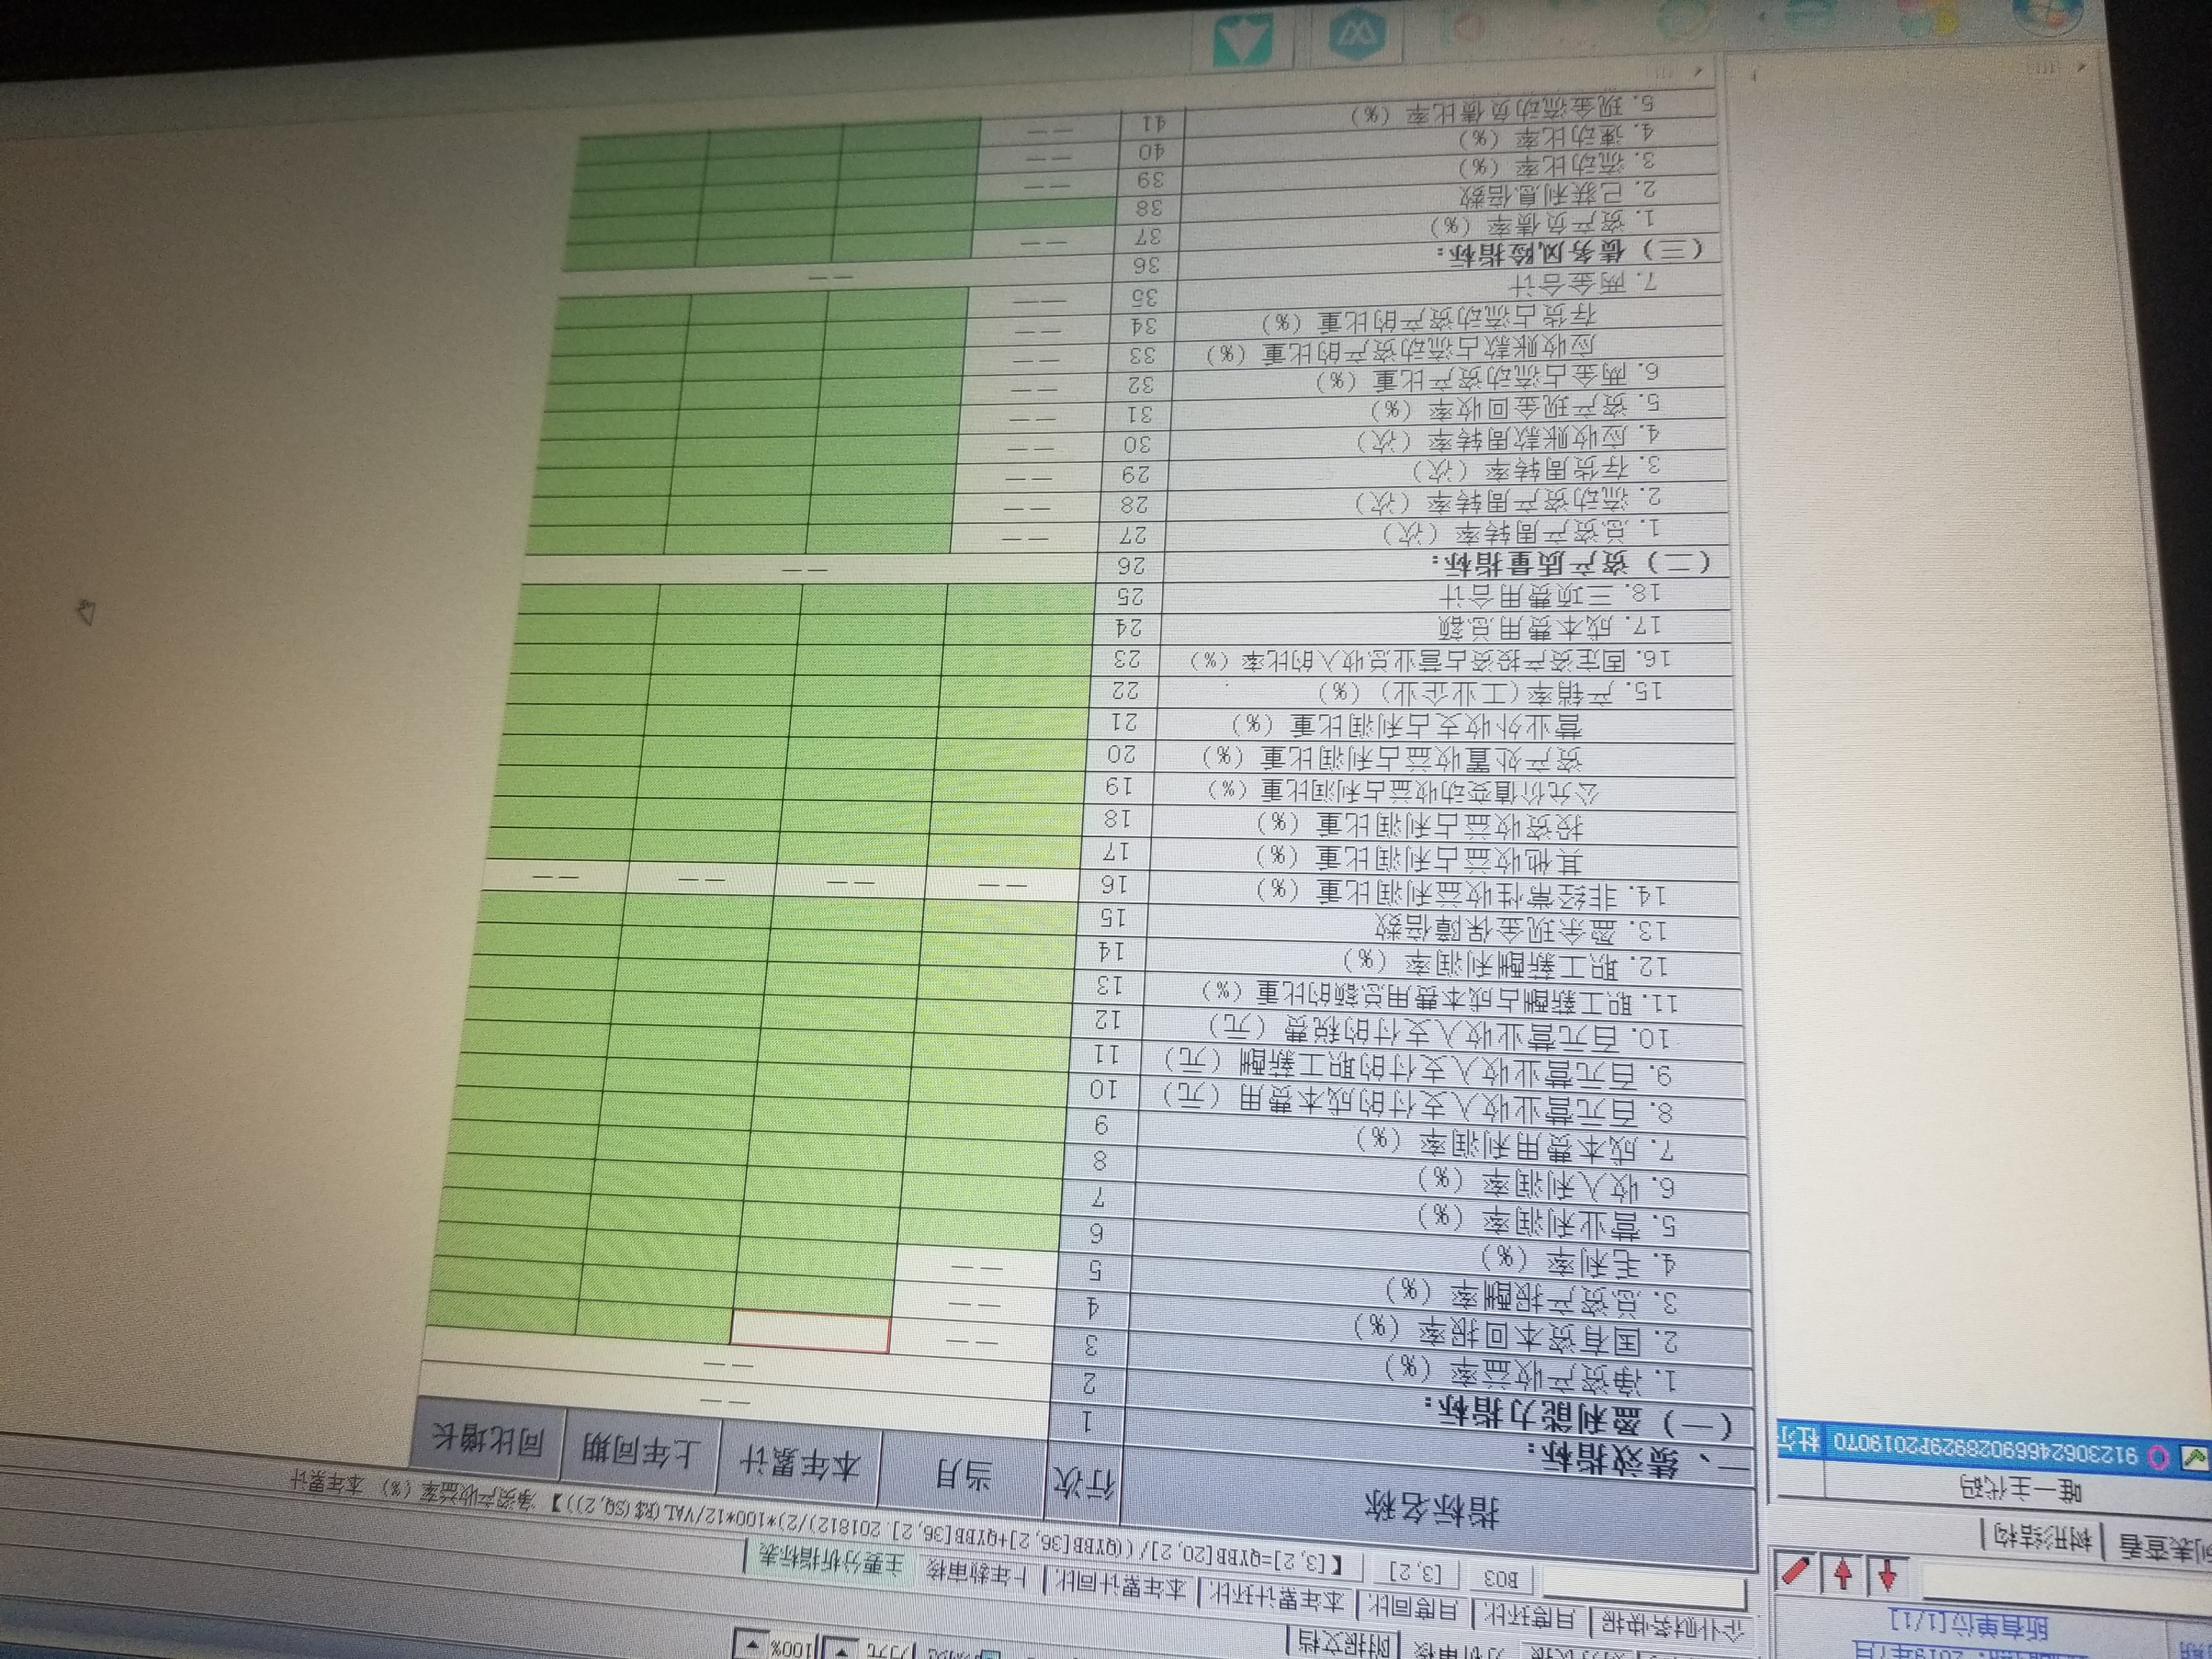 2019年7月
所有单位[1/1]
分析审核
附报文档
万元
100%
企业财务快报
月度环比
月度同比
本年累计环比
本年累计同比
上年数审核
主要分析指标表
B03
[3,2]
【[3,2]=QYBB[20,2]/((QYBB[36,2]+QYBB[36,2].201812)/2)*100*12/VAL(R$(SQ,2))】 净资产收益率(%) 本年累计
列表查看
树形结构
唯一主代码
91230624669028929P2019070
指标名称 行次 当月 本年累计 上年同期 同比增长
一、绩效指标: 1 ——
(一)盈利能力指标: 2 ——
1.净资产收益率(%) 3 ——
2.国有资本回报率(%) 4 ——
3.总资产报酬率(%) 5 ——
4.毛利率(%) 6
5.营业利润率(%) 7
6.收入利润率(%) 8
7.成本费用利润率(%) 9
8.百元营业收入支付的成本费用(元) 10
9.百元营业收入支付的职工薪酬(元) 11
10.百元营业收入支付的税费(元) 12
11.职工薪酬占成本费用总额的比重(%) 13
12.职工薪酬利润率(%) 14
13.盈余现金保障倍数 15
14.非经常性收益利润比重(%) 16 —— —— —— ——
其他收益占利润比重(%) 17
投资收益占利润比重(%) 18
公允价值变动收益占利润比重(%) 19
资产处置收益占利润比重(%) 20
营业外收支占利润比重(%) 21
15.产销率(工业企业)(%) 22
16.固定资产投资占营业总收入的比率(%) 23
17.成本费用总额 24
18.三项费用合计 25
(二)资产质量指标: 26 ——
1.总资产周转率(次) 27 ——
2.流动资产周转率(次) 28 ——
3.存货周转率(次) 29 ——
4.应收账款周转率(次) 30 ——
5.资产现金回收率(%) 31 ——
6.两金占流动资产比重(%) 32 ——
应收账款占流动资产的比重(%) 33 ——
存货占流动资产的比重(%) 34 ——
7.两金合计 35 ——
(三)债务风险指标: 36 ——
1.资产负债率(%) 37 ——
2.已获利息倍数 38
3.流动比率(%) 39 ——
4.速动比率(%) 40 ——
5.现金流动负债比率(%) 41 ——